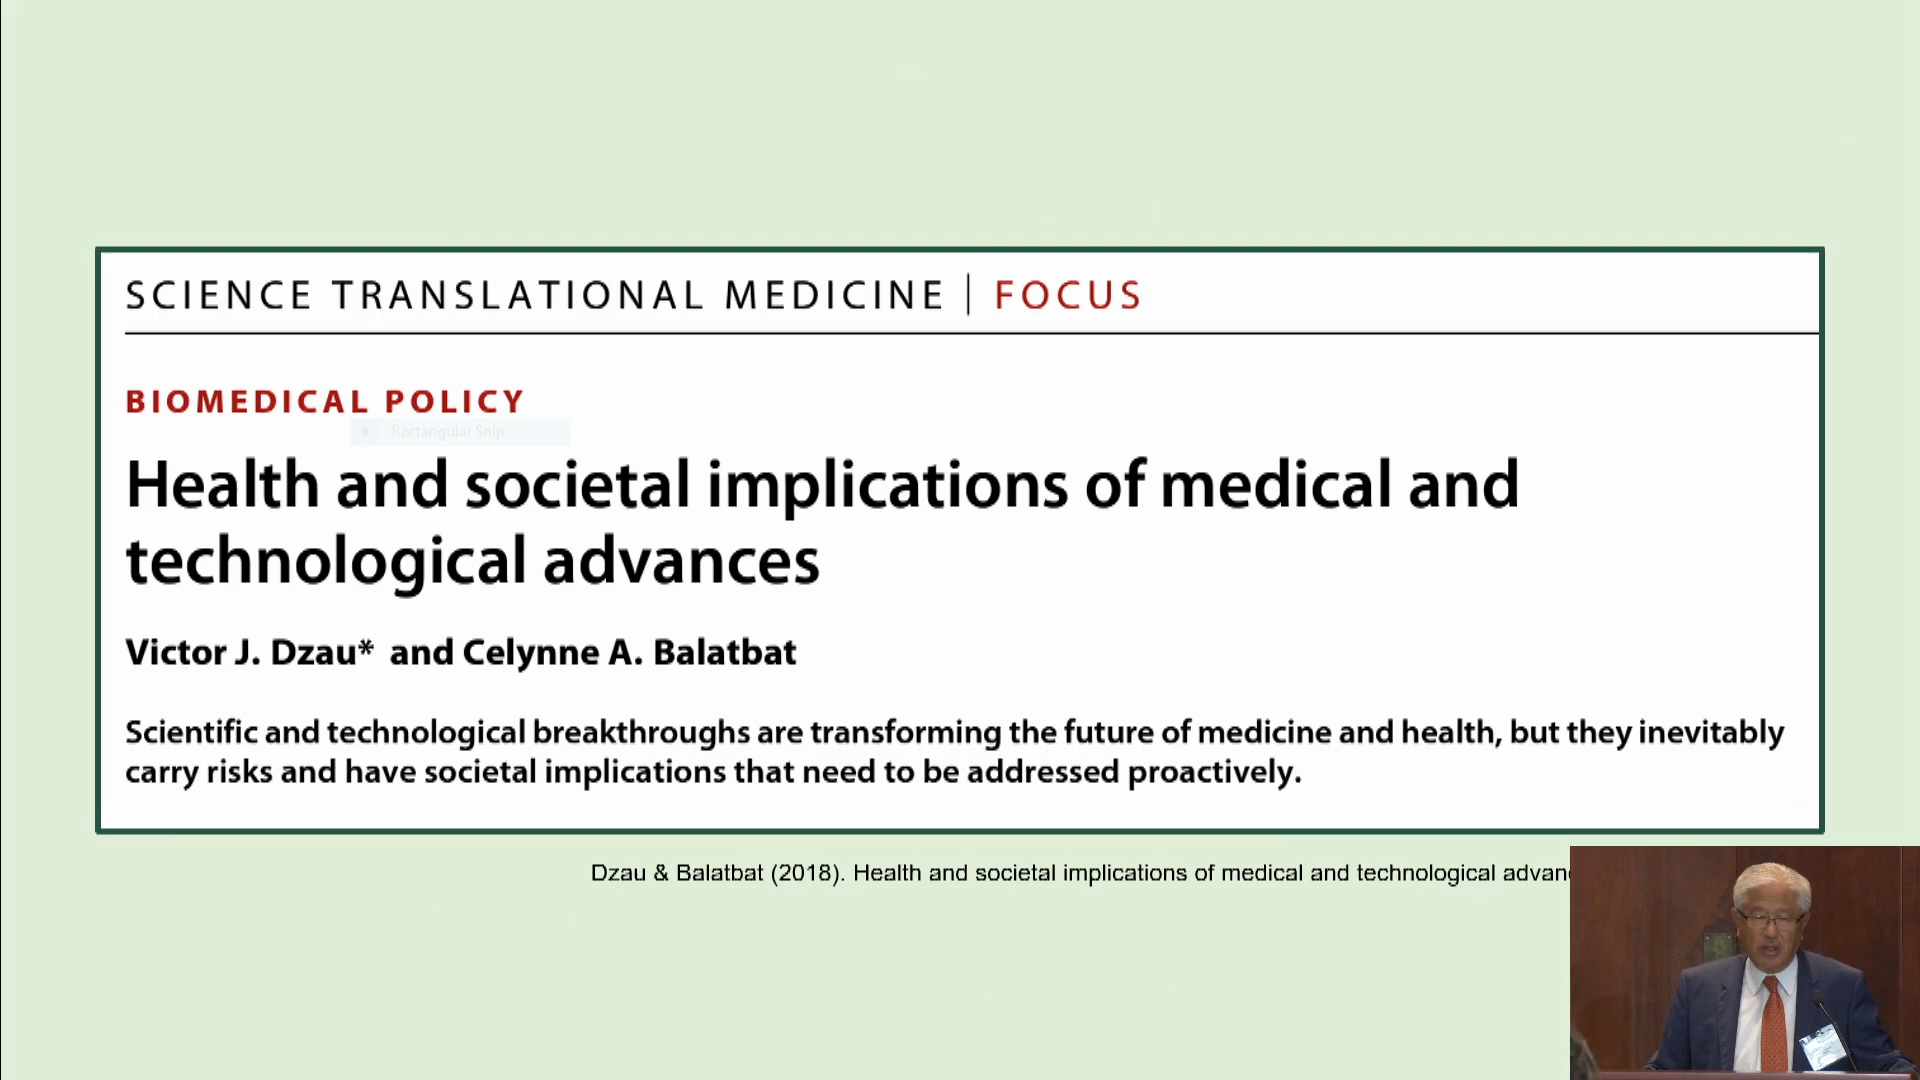 SCIENCE TRANSLATIONAL MEDICINE | FOCUS
BIOMEDICAL POLICY
Rectangular Snip
Health and societal implications of medical and
technological advances
Victor J. Dzau* and Celynne A. Balatbat
Scientific and technological breakthroughs are transforming the future of medicine and health, but they inevitably
carry risks and have societal implications that need to be addressed proactively.
Dzau & Balatbat (2018). Health and societal implications of medical and technological advan